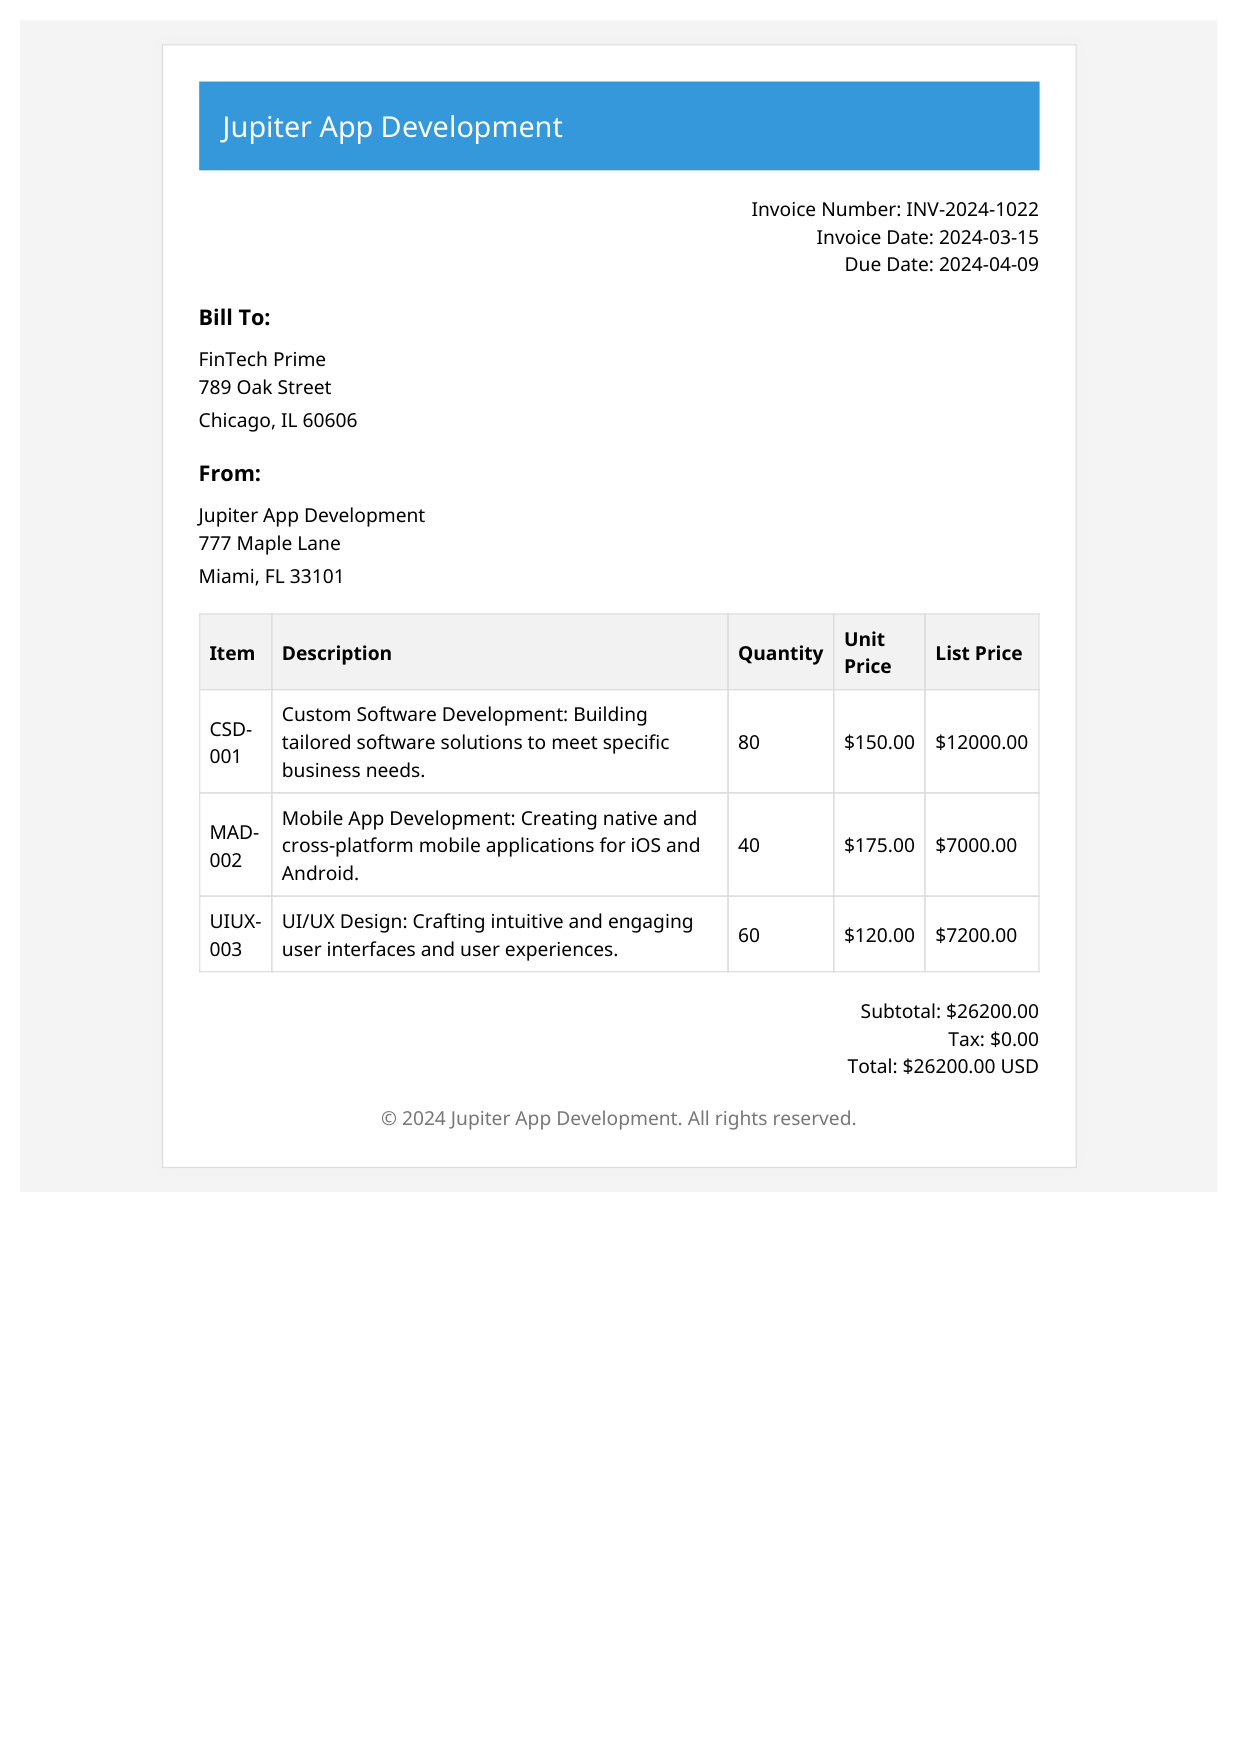 Jupiter App Development
Invoice Number: INV-2024-1022
Invoice Date: 2024-03-15
Due Date: 2024-04-09
Bill To:
FinTech Prime
789 Oak Street
Chicago, IL 60606
From:
Jupiter App Development
777 Maple Lane
Miami, FL 33101
Item Description Quantity Unit Price List Price
CSD-001 Custom Software Development: Building
tailored software solutions to meet specific
business needs. 80 $150.00 $12000.00
MAD-002 Mobile App Development: Creating native and
cross-platform mobile applications for iOS and
Android. 40 $175.00 $7000.00
UIUX-003 UI/UX Design: Crafting intuitive and engaging
user interfaces and user experiences. 60 $120.00 $7200.00
Subtotal: $26200.00
Tax: $0.00
Total: $26200.00 USD
© 2024 Jupiter App Development. All rights reserved.